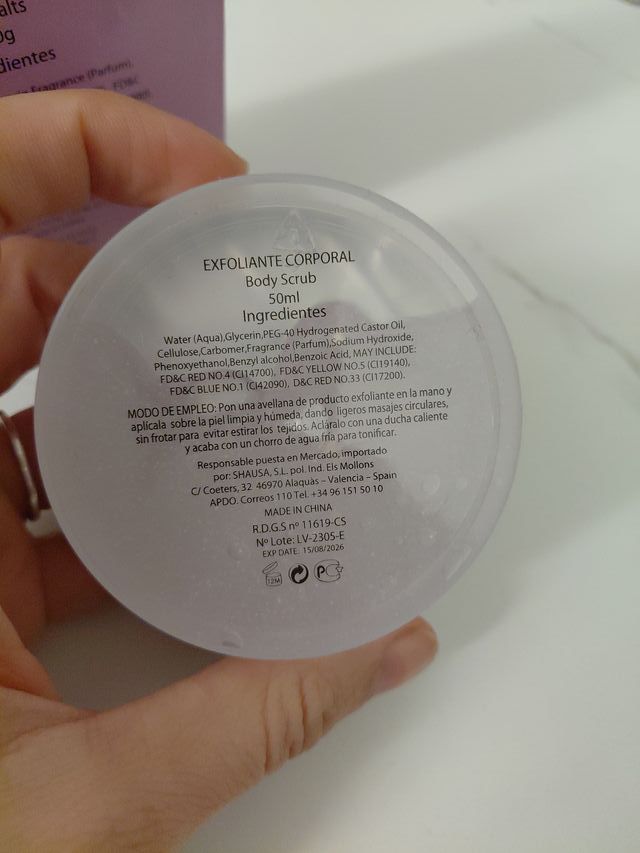 alts
0g
dientes
Fragrance (Parfum),
FD&C
EXFOLIANTE CORPORAL
Body Scrub
50ml
Ingredientes
Water (Aqua),Glycerin,PEG-40 Hydrogenated Castor Oil,
Cellulose,Carbomer,Fragrance (Parfum),Sodium Hydroxide,
Phenoxyethanol,Benzyl alcohol,Benzoic Acid, MAY INCLUDE:
FD&C RED NO.4 (CI14700), FD&C YELLOW NO.5 (CI19140),
FD&C BLUE NO.1 (CI42090), D&C RED NO.33 (CI17200).
MODO DE EMPLEO: Pon una avellana de producto exfoliante en la mano y
aplícala sobre la piel limpia y húmeda, dando ligeros masajes circulares,
sin frotar para evitar estirar los tejidos. Acláralo con una ducha caliente
y acaba con un chorro de agua fría para tonificar.
Responsable puesta en Mercado, importado
por: SHAUSA, S.L. pol. Ind. Els Mollons
C/ Coeters, 32 46970 Alaquàs – Valencia – Spain
APDO. Correos 110 Tel. +34 96 151 50 10
MADE IN CHINA
R.D.G.S nº 11619-CS
Nº Lote: LV-2305-E
EXP DATE: 15/08/2026
12M